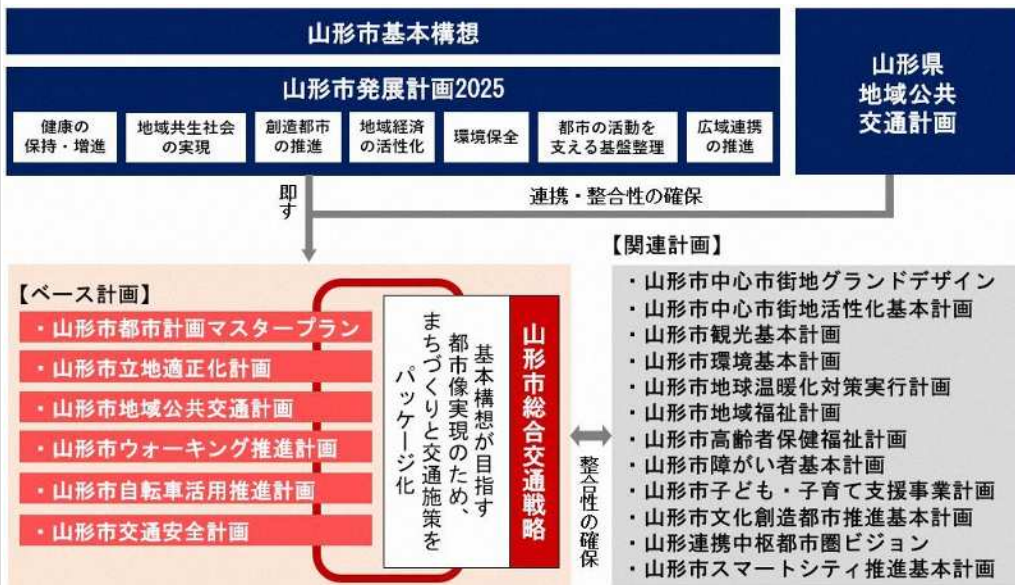 山形市基本構想
山形市発展計画2025
健康の
保持・増進
地域共生社会
の実現
創造都市
の推進
地域経済
の活性化
環境保全
都市の活動を
支える基盤整理
広域連携
の推進
山形県
地域公共
交通計画
即す
連携・整合性の確保
【ベース計画】
・山形市都市計画マスタープラン
・山形市立地適正化計画
・山形市地域公共交通計画
・山形市ウォーキング推進計画
・山形市自転車活用推進計画
・山形市交通安全計画
山形市総合交通戦略
基本構想が目指す
都市像実現のため、
まちづくりと交通施策を
パッケージ化
整合性の確保
【関連計画】
・山形市中心市街地グランドデザイン
・山形市中心市街地活性化基本計画
・山形市観光基本計画
・山形市環境基本計画
・山形市地球温暖化対策実行計画
・山形市地域福祉計画
・山形市高齢者保健福祉計画
・山形市障がい者基本計画
・山形市子ども・子育て支援事業計画
・山形市文化創造都市推進基本計画
・山形連携中枢都市圏ビジョン
・山形市スマートシティ推進基本計画